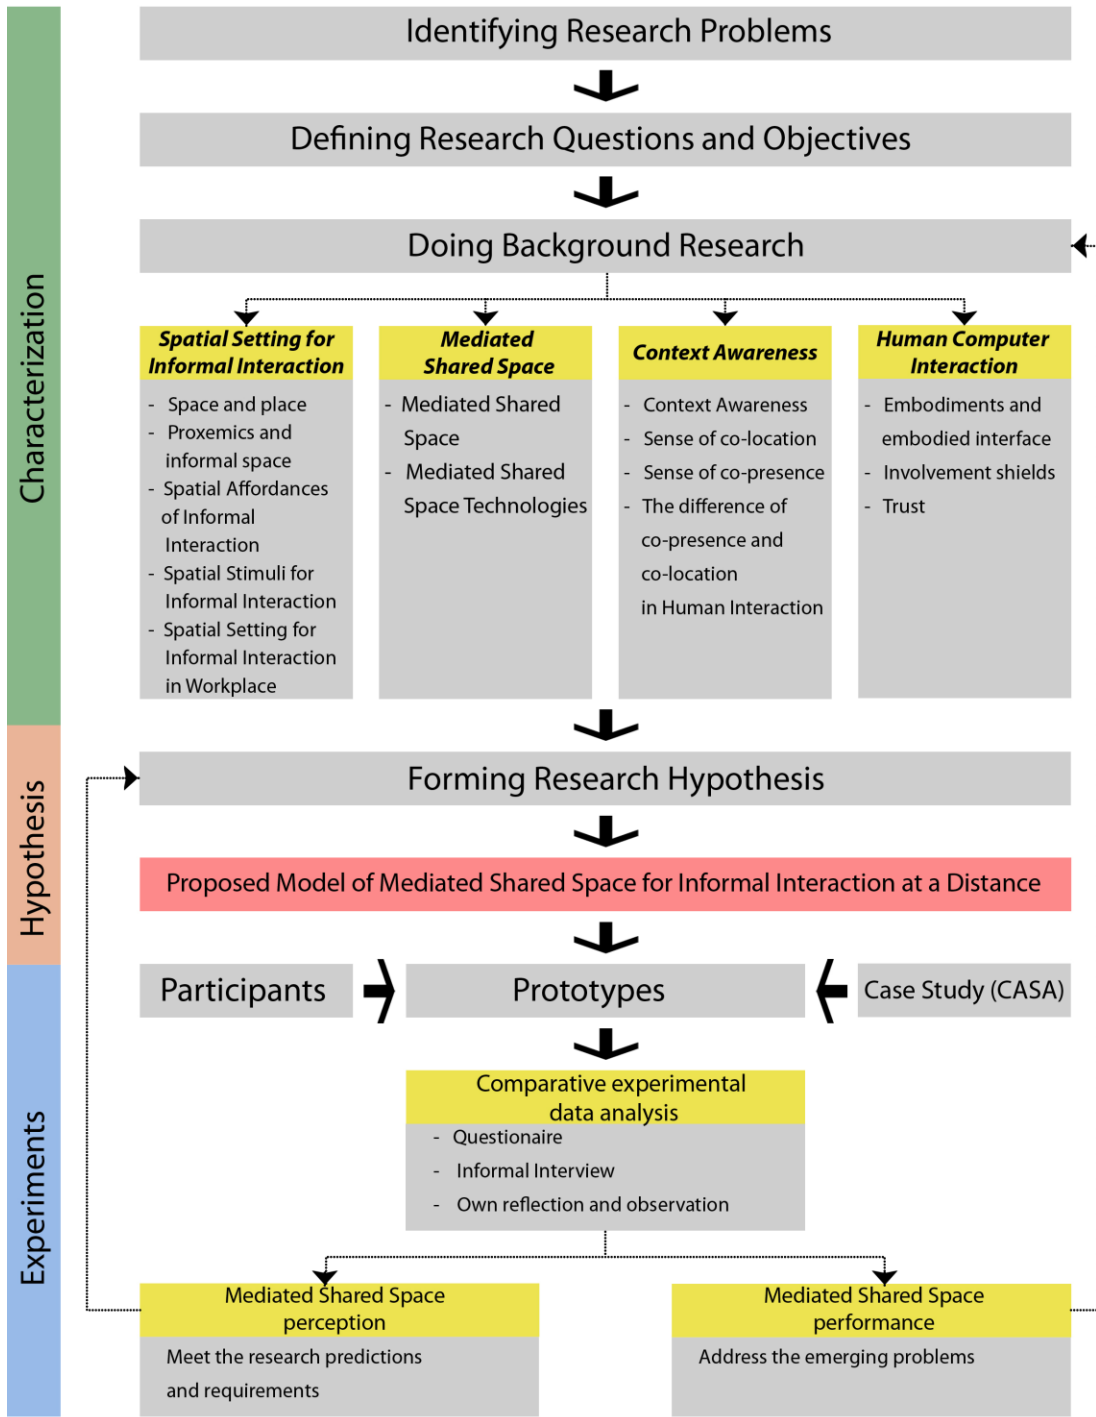 Identifying Research Problems
Defining Research Questions and Objectives
Doing Background Research
Characterization
Spatial Setting for
Informal Interaction
- Space and place
- Proxemics and
informal space
- Spatial Affordances
of Informal
Interaction
- Spatial Stimuli for
Informal Interaction
- Spatial Setting for
Informal Interaction
in Workplace
Mediated
Shared Space
- Mediated Shared
Space
- Mediated Shared
Space Technologies
Context Awareness
- Context Awareness
- Sense of co-location
- Sense of co-presence
- The difference of
co-presence and
co-location
in Human Interaction
Human Computer
Interaction
- Embodiments and
embodied interface
- Involvement shields
- Trust
Hypothesis
Forming Research Hypothesis
Proposed Model of Mediated Shared Space for Informal Interaction at a Distance
Experiments
Participants
Prototypes
Case Study (CASA)
Comparative experimental
data analysis
- Questionaire
- Informal Interview
- Own reflection and observation
Mediated Shared Space
perception
Meet the research predictions
and requirements
Mediated Shared Space
performance
Address the emerging problems